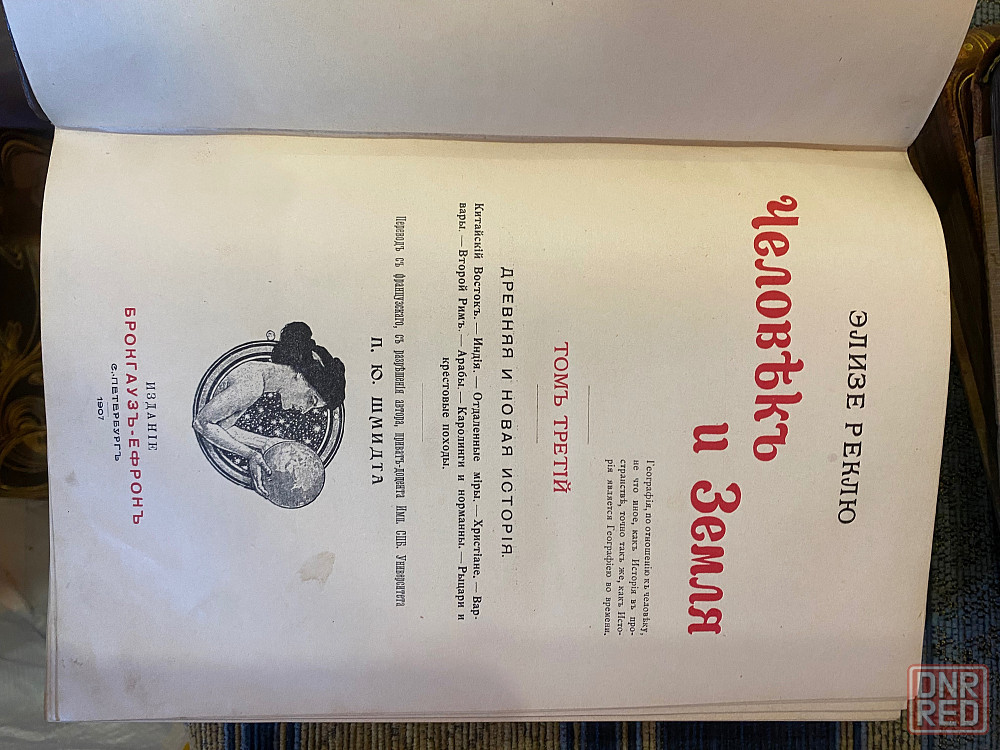 ЭЛИЗЕ РЕКЛЮ
Человѣкъ
и Земля
Географія, по отношенію къ человѣку,
не что иное, какъ Исторія въ про-
странствѣ, точно такъ же, какъ Исто-
рія является Географіею во времени.
ТОМЪ ТРЕТІЙ
ДРЕВНЯЯ И НОВАЯ ИСТОРІЯ.
Китайскій Востокъ. — Индія. — Отдаленные міры. — Христіане. — Вар-
вары. — Второй Римъ. — Арабы. — Каролинги и норманны. — Рыцари и
крестовые походы.
Переводъ съ французскаго, съ разрѣшенія автора, приватъ-доцента Имп. СПБ. Университета
П. Ю. ШМИДТА
ИЗДАНІЕ
БРОКГАУЗЪ-ЕФРОНЪ
С.ПЕТЕРБУРГЪ
1907.
DNR
RED